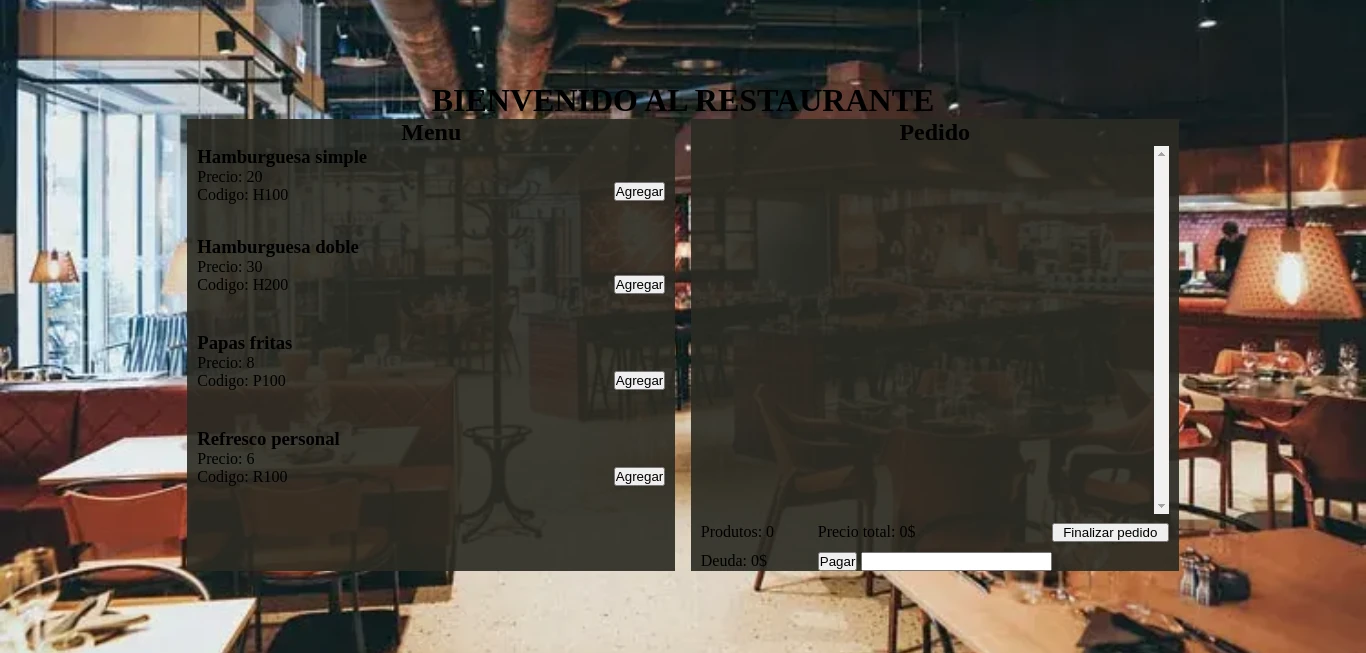 BIENVENIDO AL RESTAURANTE
Menu
Hamburguesa simple
Precio: 20
Codigo: H100
Agregar
Hamburguesa doble
Precio: 30
Codigo: H200
Agregar
Papas fritas
Precio: 8
Codigo: P100
Agregar
Refresco personal
Precio: 6
Codigo: R100
Agregar
Pedido
Produtos: 0 Precio total: 0$ Finalizar pedido
Deuda: 0$ Pagar